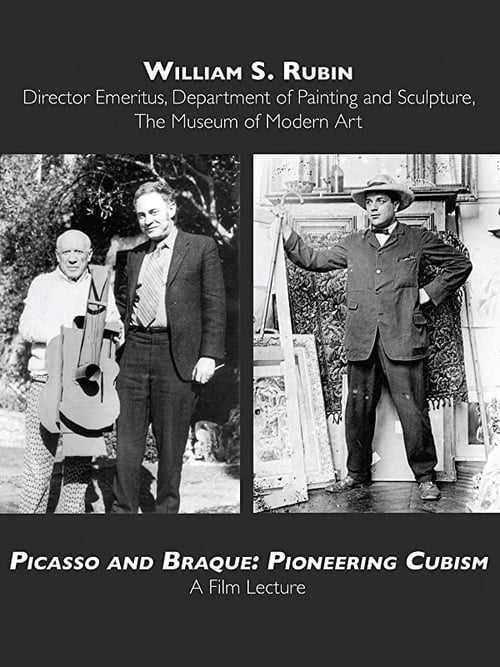 WILLIAM S. RUBIN
Director Emeritus, Department of Painting and Sculpture,
The Museum of Modern Art
PICASSO AND BRAQUE: PIONEERING CUBISM
A Film Lecture